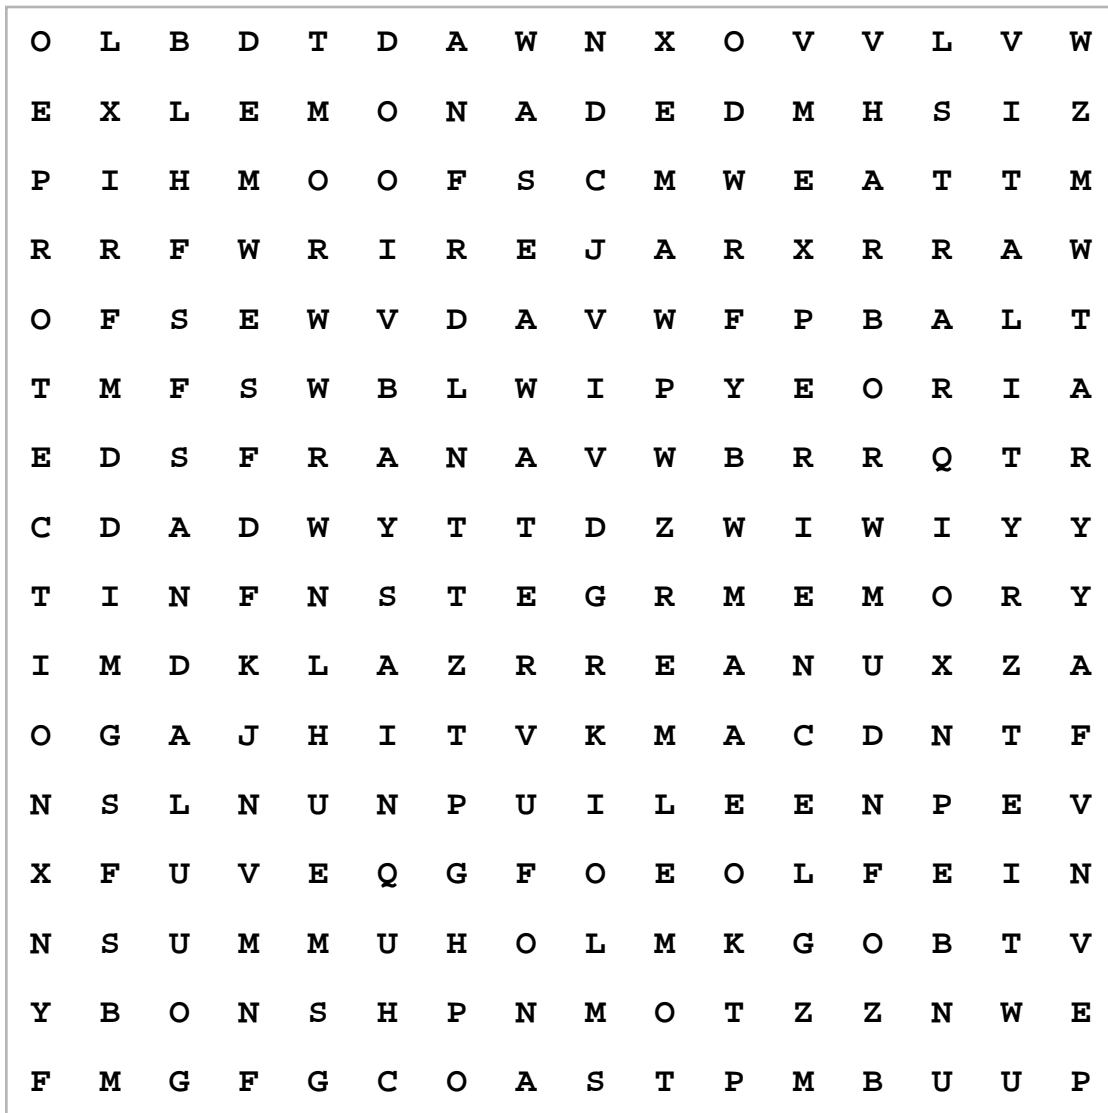 O L B D T D A W N X O V V L V W
E X L E M O N A D E D M H S I Z
P I H M O O F S C M W E A T T M
R R F W R I R E J A R X R R A W
O F S E W V D A V W F P B A L T
T M F S W B L W I P Y E O R I A
E D S F R A N A V W B R R Q T R
C D A D W Y T T D Z W I W I Y Y
T I N F N S T E G R M E M O R Y
I M D K L A Z R R E A N U X Z A
O G A J H I T V K M A C D N T F
N S L N U N P U I L E E N P E V
X F U V E Q G F O E O L F E I N
N S U M M U H O L M K G O B T V
Y B O N S H P N M O T Z Z N W E
F M G F G C O A S T P M B U U P